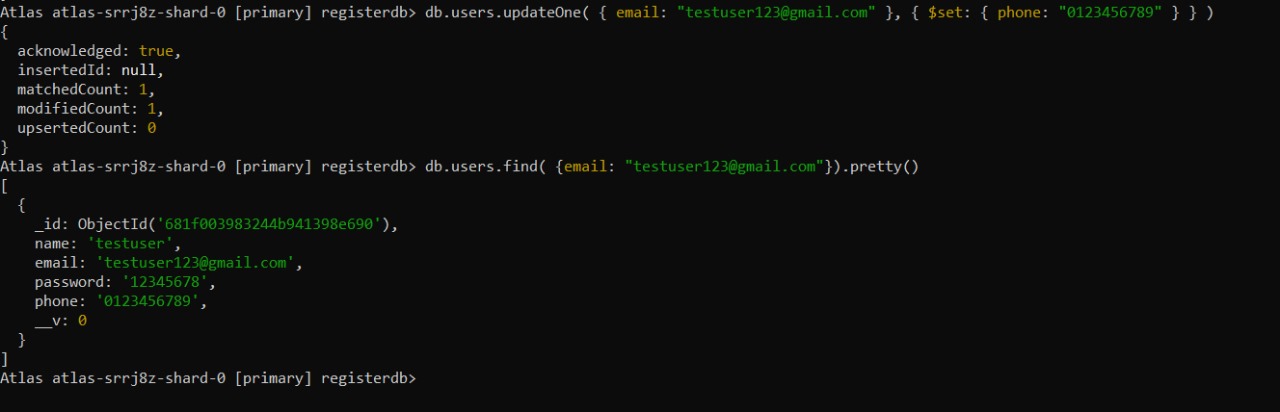 Atlas atlas-srrj8z-shard-0 [primary] registerdb> db.users.updateOne( { email: "testuser123@gmail.com" }, { $set: { phone: "0123456789" } } )
{
  acknowledged: true,
  insertedId: null,
  matchedCount: 1,
  modifiedCount: 1,
  upsertedCount: 0
}
Atlas atlas-srrj8z-shard-0 [primary] registerdb> db.users.find( {email: "testuser123@gmail.com"}).pretty()
[
  {
    _id: ObjectId('681f003983244b941398e690'),
    name: 'testuser',
    email: 'testuser123@gmail.com',
    password: '12345678',
    phone: '0123456789',
    __v: 0
  }
]
Atlas atlas-srrj8z-shard-0 [primary] registerdb>